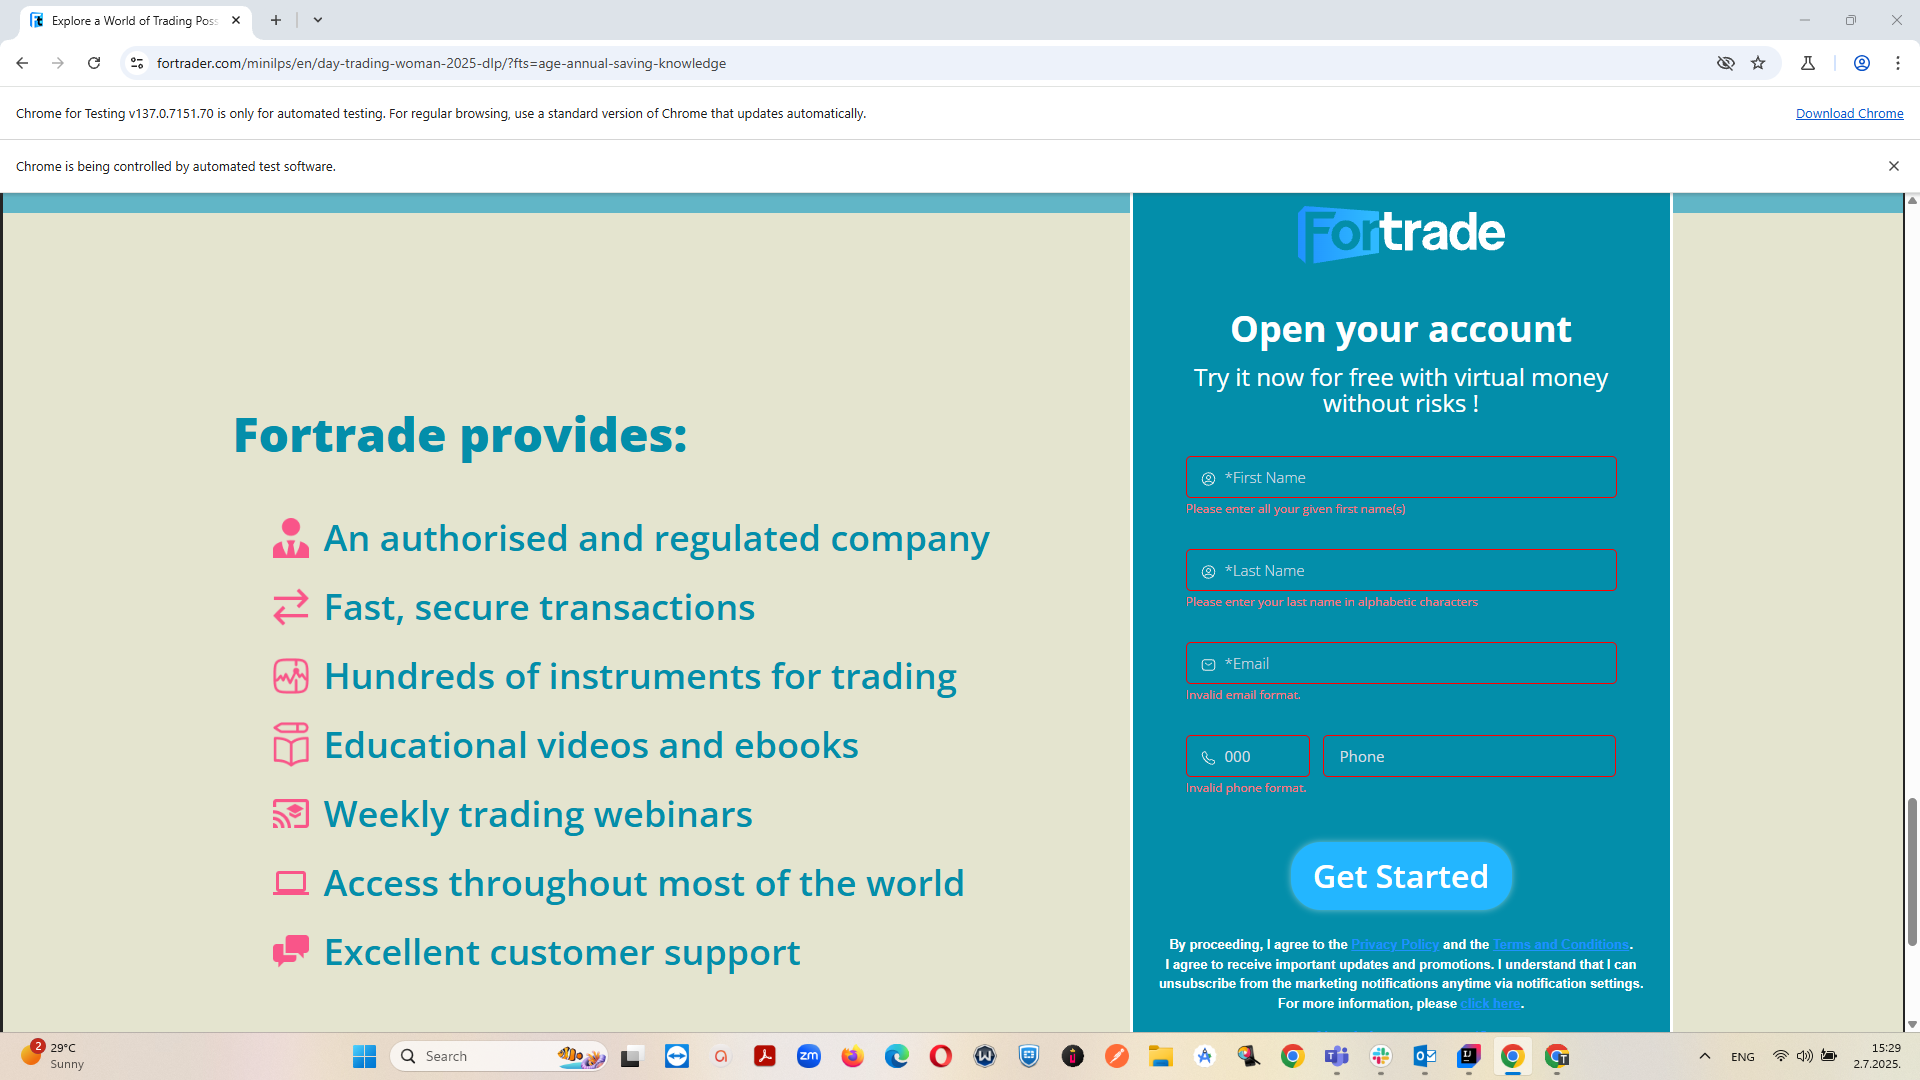 Explore a World of Trading Poss
fortrader.com/minilps/en/day-trading-woman-2025-dlp/?fts=age-annual-saving-knowledge
Chrome for Testing v137.0.7151.70 is only for automated testing. For regular browsing, use a standard version of Chrome that updates automatically.
Download Chrome
Chrome is being controlled by automated test software.
Fortrade
Open your account
Try it now for free with virtual money
without risks !
Fortrade provides:
An authorised and regulated company
Fast, secure transactions
Hundreds of instruments for trading
Educational videos and ebooks
Weekly trading webinars
Access throughout most of the world
Excellent customer support
*First Name
Please enter all your given first name(s)
*Last Name
Please enter your last name in alphabetic characters
*Email
Invalid email format.
000
Phone
Invalid phone format.
Get Started
By proceeding, I agree to the Privacy Policy and the Terms and Conditions.
I agree to receive important updates and promotions. I understand that I can
unsubscribe from the marketing notifications anytime via notification settings.
For more information, please click here.
2
29°C
Sunny
Search
zm
ENG
15:29
2.7.2025.